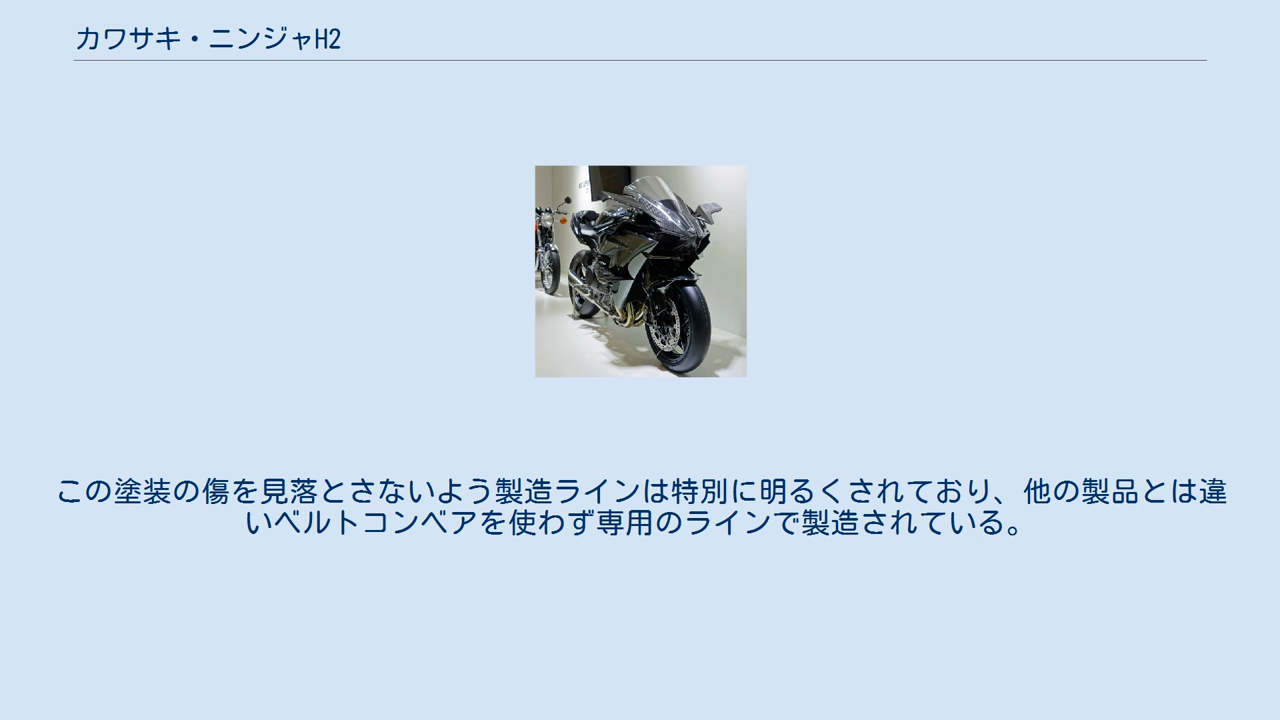 カワサキ・ニンジャH2
この塗装の傷を見落とさないよう製造ラインは特別に明るくされており、他の製品とは違
いベルトコンベアを使わず専用のラインで製造されている。